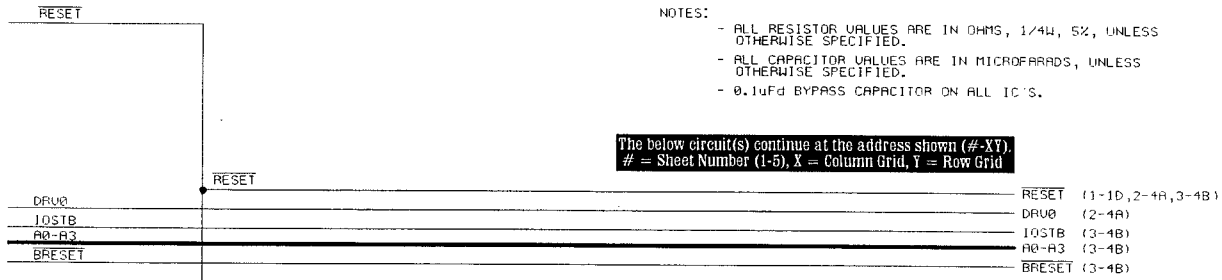 RESET
NOTES:
- ALL RESISTOR VALUES ARE IN OHMS, 1/4W, 5%, UNLESS
OTHERWISE SPECIFIED.
- ALL CAPACITOR VALUES ARE IN MICROFARADS, UNLESS
OTHERWISE SPECIFIED.
- 0.1uFd BYPASS CAPACITOR ON ALL IC'S.
The below circuit(s) continue at the address shown (#-XY).
# = Sheet Number (1-5), X = Column Grid, Y = Row Grid
RESET
RESET (1-1D,2-4A,3-4B)
DRV0
DRV0 (2-4A)
IOSTB
IOSTB (3-4B)
A0-A3
A0-A3 (3-4B)
BRESET
BRESET (3-4B)